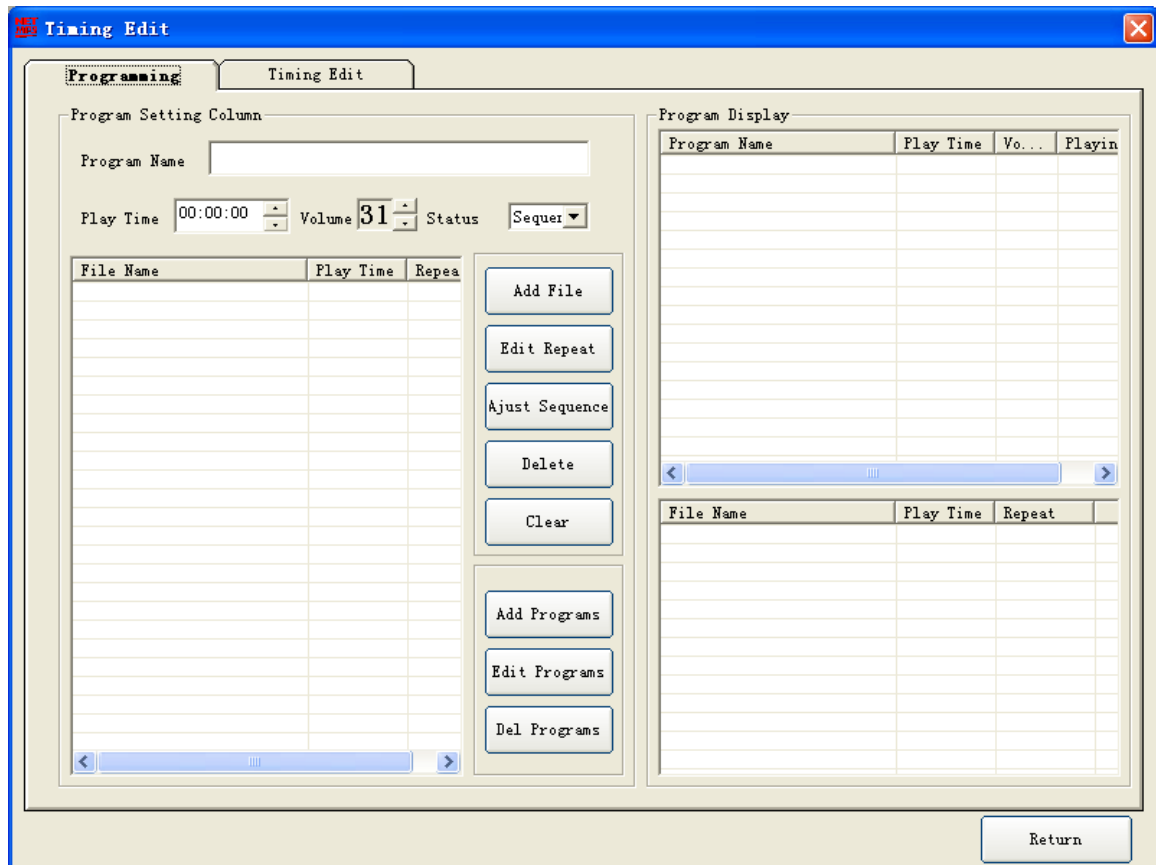 Timing Edit
Programming
Timing Edit
Program Setting Column
Program Name
Play Time 00:00:00 Volume 31 Status Sequer
File Name Play Time Repea
Add File
Edit Repeat
Ajust Sequence
Delete
Clear
Add Programs
Edit Programs
Del Programs
Program Display
Program Name Play Time Vo... Playin
File Name Play Time Repeat
Return